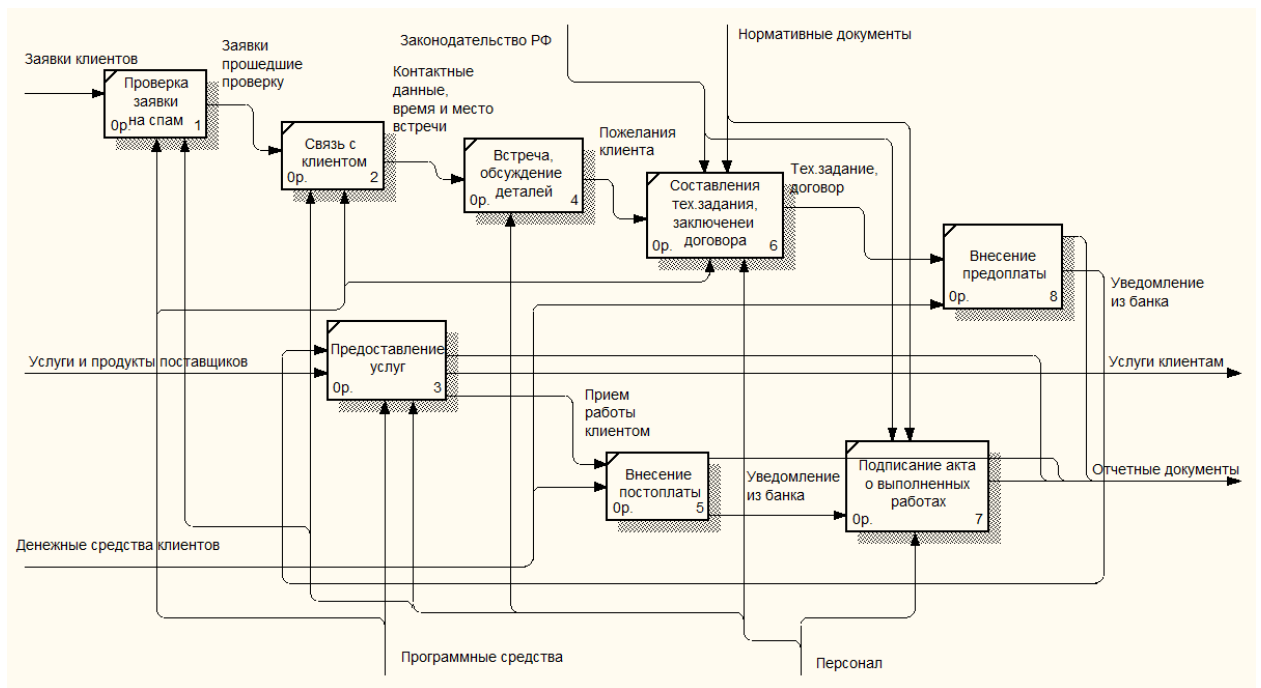 Заявки клиентов
Заявки
прошедшие
проверку
Законодательство РФ
Нормативные документы
Проверка
заявки
на спам
0р. 1
Контактные
данные,
время и место
встречи
Связь с
клиентом
0р. 2
Встреча,
обсуждение
деталей
0р. 4
Пожелания
клиента
Составления
тех.задания,
заключенеи
договора
0р. 6
Тех.задание,
договор
Внесение
предоплаты
0р. 8
Уведомление
из банка
Услуги и продукты поставщиков
Предоставление
услуг
0р. 3
Услуги клиентам
Прием
работы
клиентом
Внесение
постоплаты
0р. 5
Уведомление
из банка
Подписание акта
о выполненных
работах
0р. 7
Отчетные документы
Денежные средства клиентов
Программные средства
Персонал